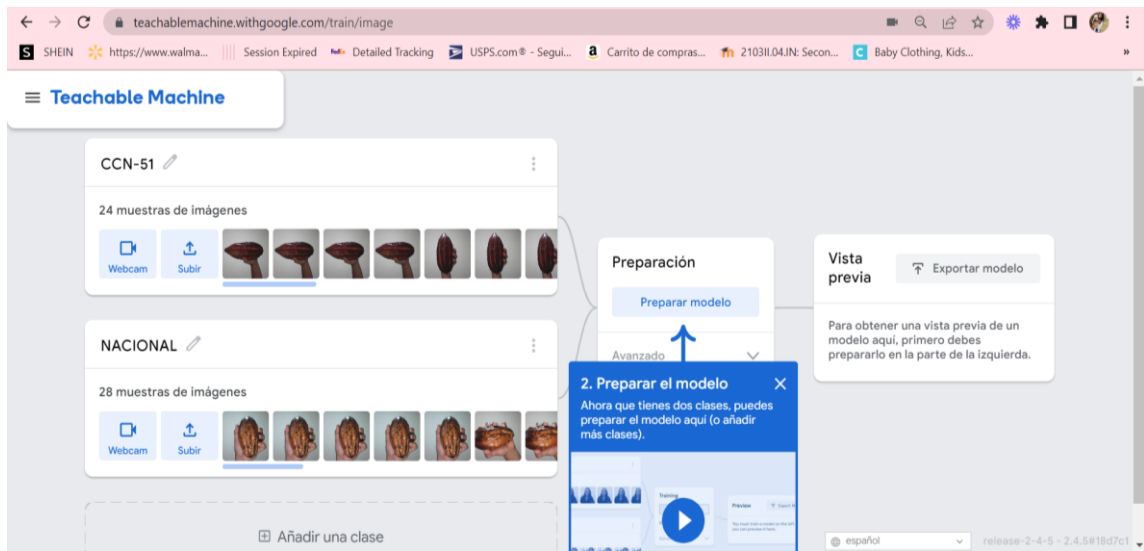 teachablemachine.withgoogle.com/train/image
SHEIN
https://www.walma...
Session Expired
FedEx
Detailed Tracking
USPS.com® - Segui...
Carrito de compras...
2103II.04.IN: Secon...
C
Baby Clothing, Kids...
»
Teachable Machine
CCN-51
24 muestras de imágenes
Webcam
Subir
NACIONAL
28 muestras de imágenes
Webcam
Subir
Añadir una clase
Preparación
Preparar modelo
Avanzado
2. Preparar el modelo
Ahora que tienes dos clases, puedes
preparar el modelo aquí (o añadir
más clases).
Training
Preview
Vista
previa
Exportar modelo
Para obtener una vista previa de un
modelo aquí, primero debes
prepararlo en la parte de la izquierda.
español
release-2-4-5 - 2.4.5#18d7c1